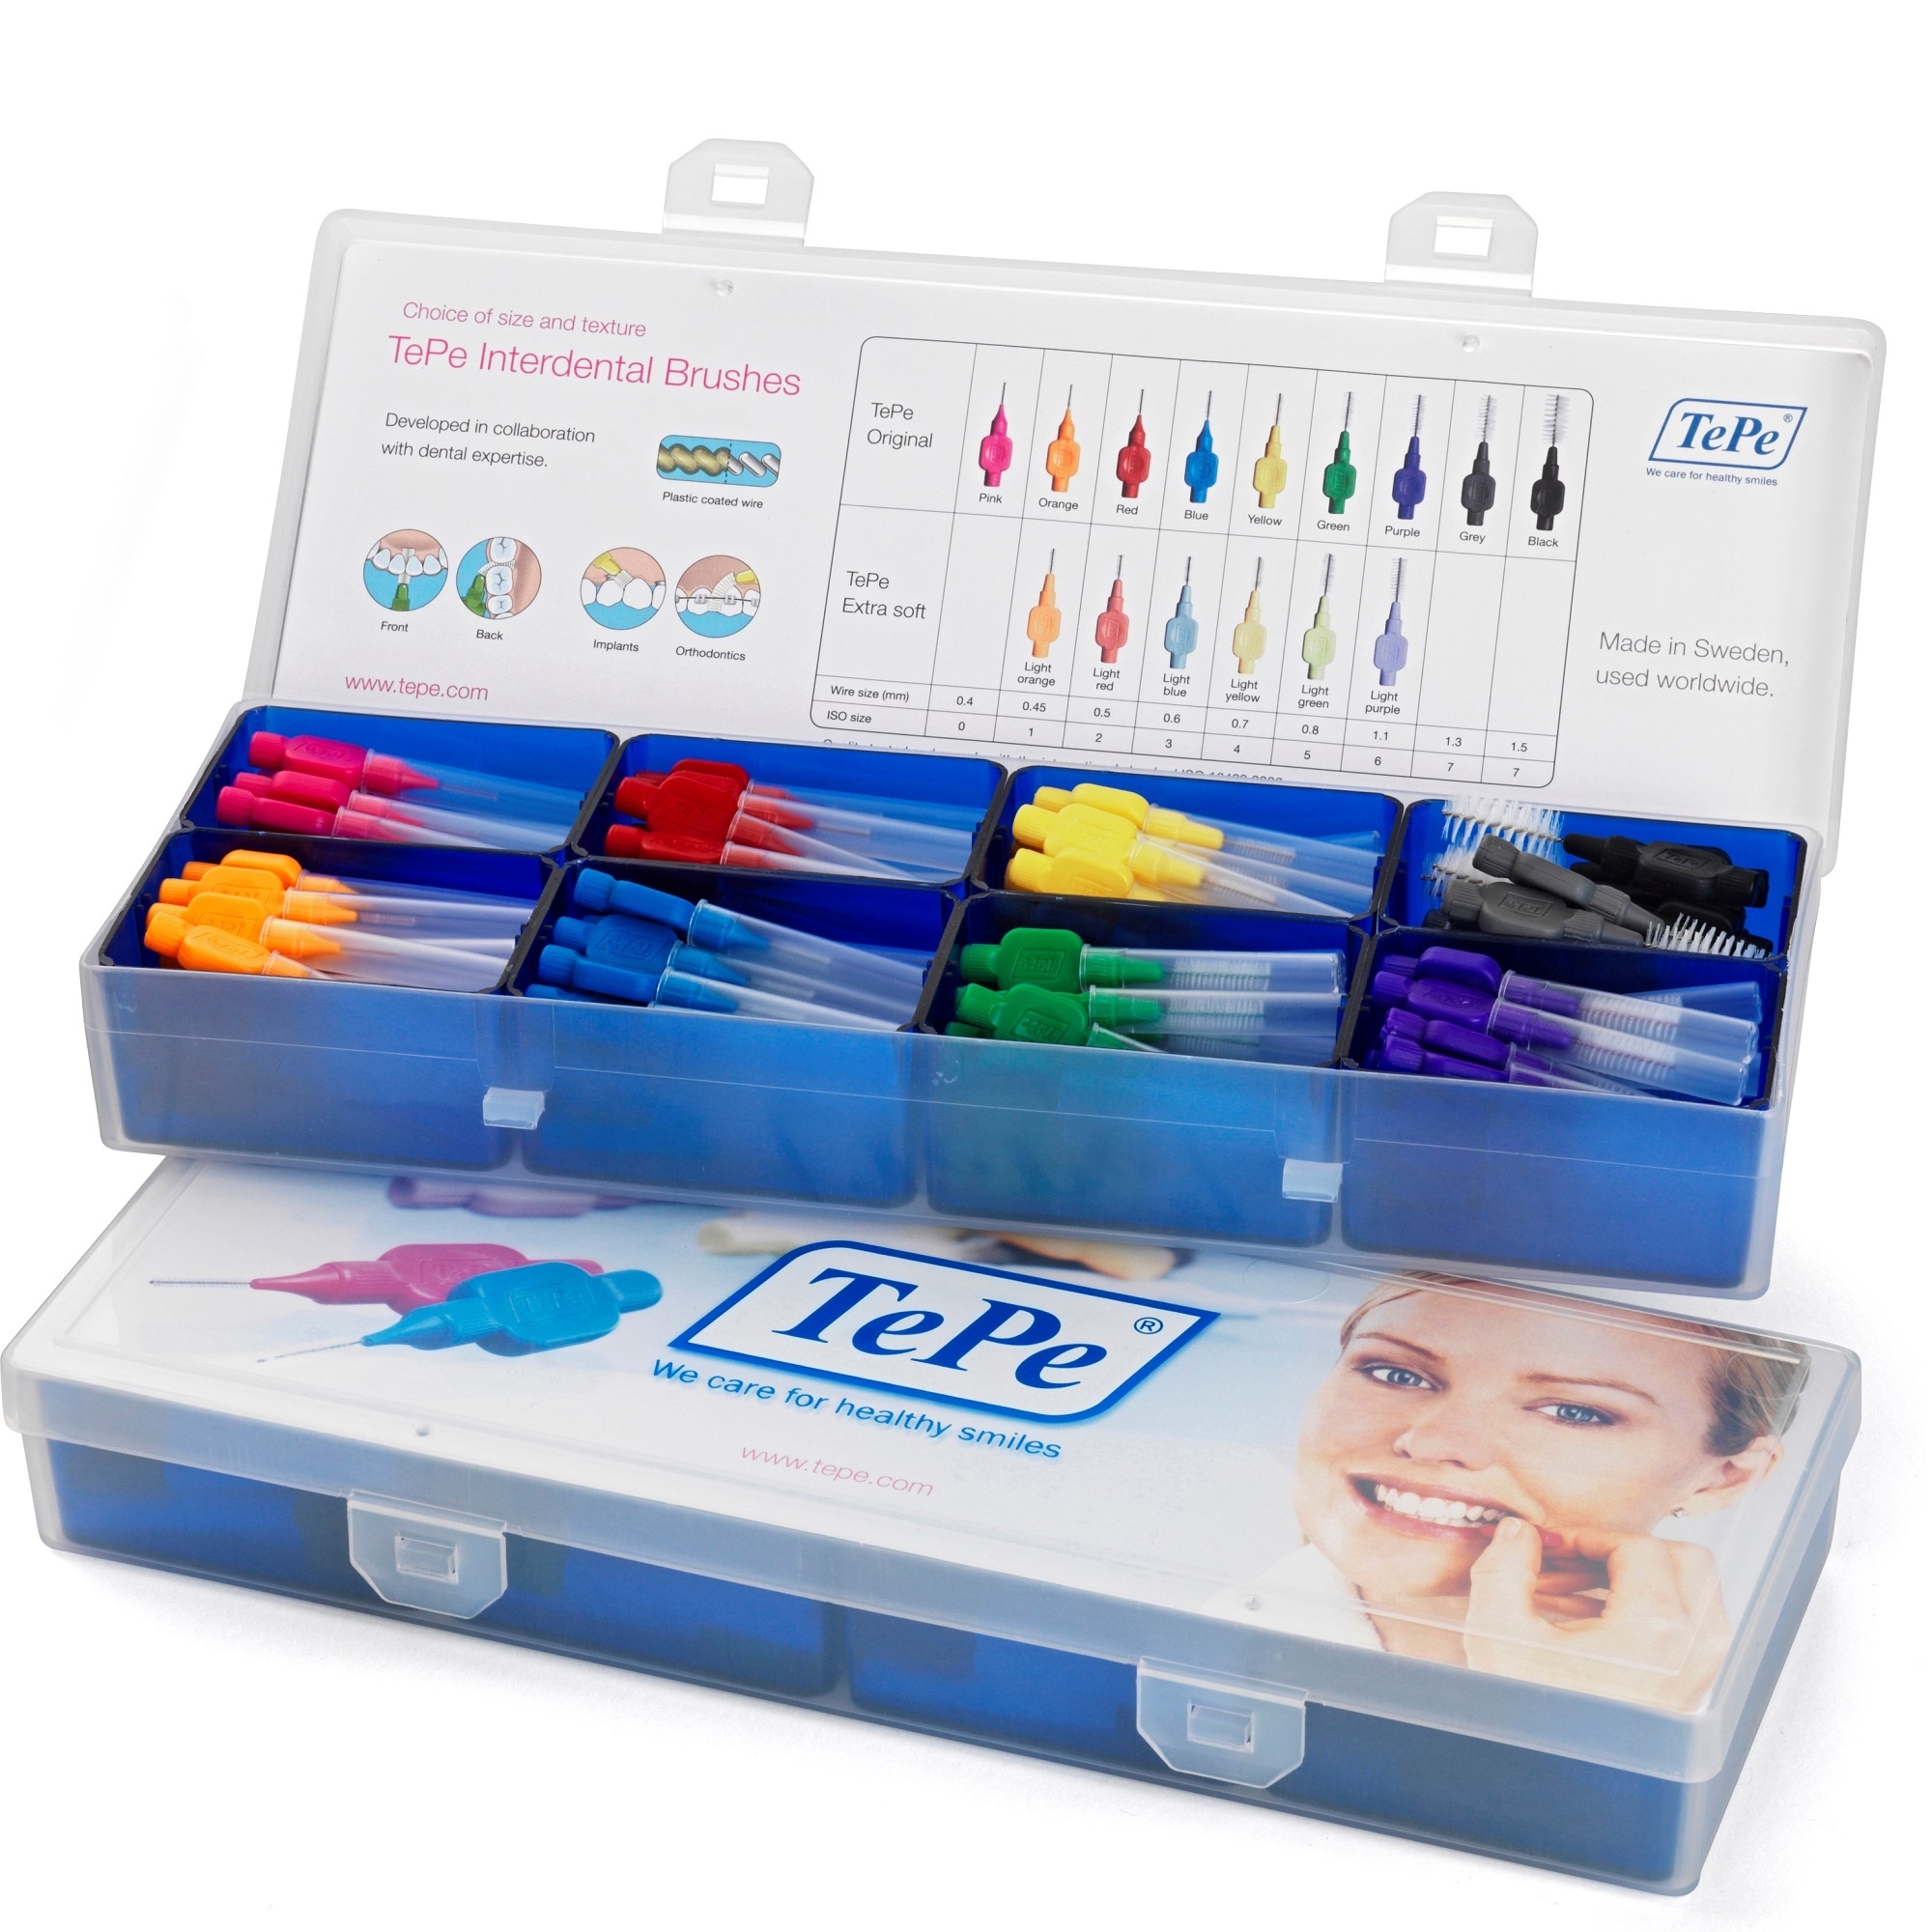 Choice of size and texture
TePe Interdental Brushes
Developed in collaboration
with dental expertise.
Plastic coated wire
Front
Back
Implants
Orthodontics
www.tepe.com
TePe
Original
Pink
Orange
Red
Blue
Yellow
Green
Purple
Grey
Black
TePe
Extra soft
Light
orange
Light
red
Light
blue
Light
yellow
Light
green
Light
purple
Wire size (mm) 0.4 0.45 0.5 0.6 0.7 0.8 1.1 1.3 1.5
ISO size 0 1 2 3 4 5 6 7 7
TePe®
We care for healthy smiles
Made in Sweden,
used worldwide.
TePe®
We care for healthy smiles
www.tepe.com